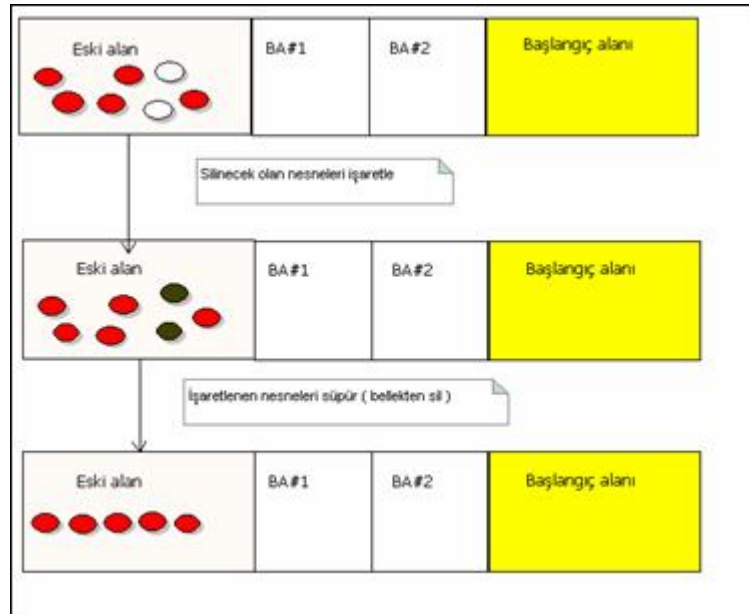 Eski alan
BA#1
BA#2
Başlangıç alanı
Silinecek olan nesneleri işaretle
Eski alan
BA#1
BA#2
Başlangıç alanı
İşaretlenen nesneleri süpür ( bellekten sil )
Eski alan
BA#1
BA#2
Başlangıç alanı